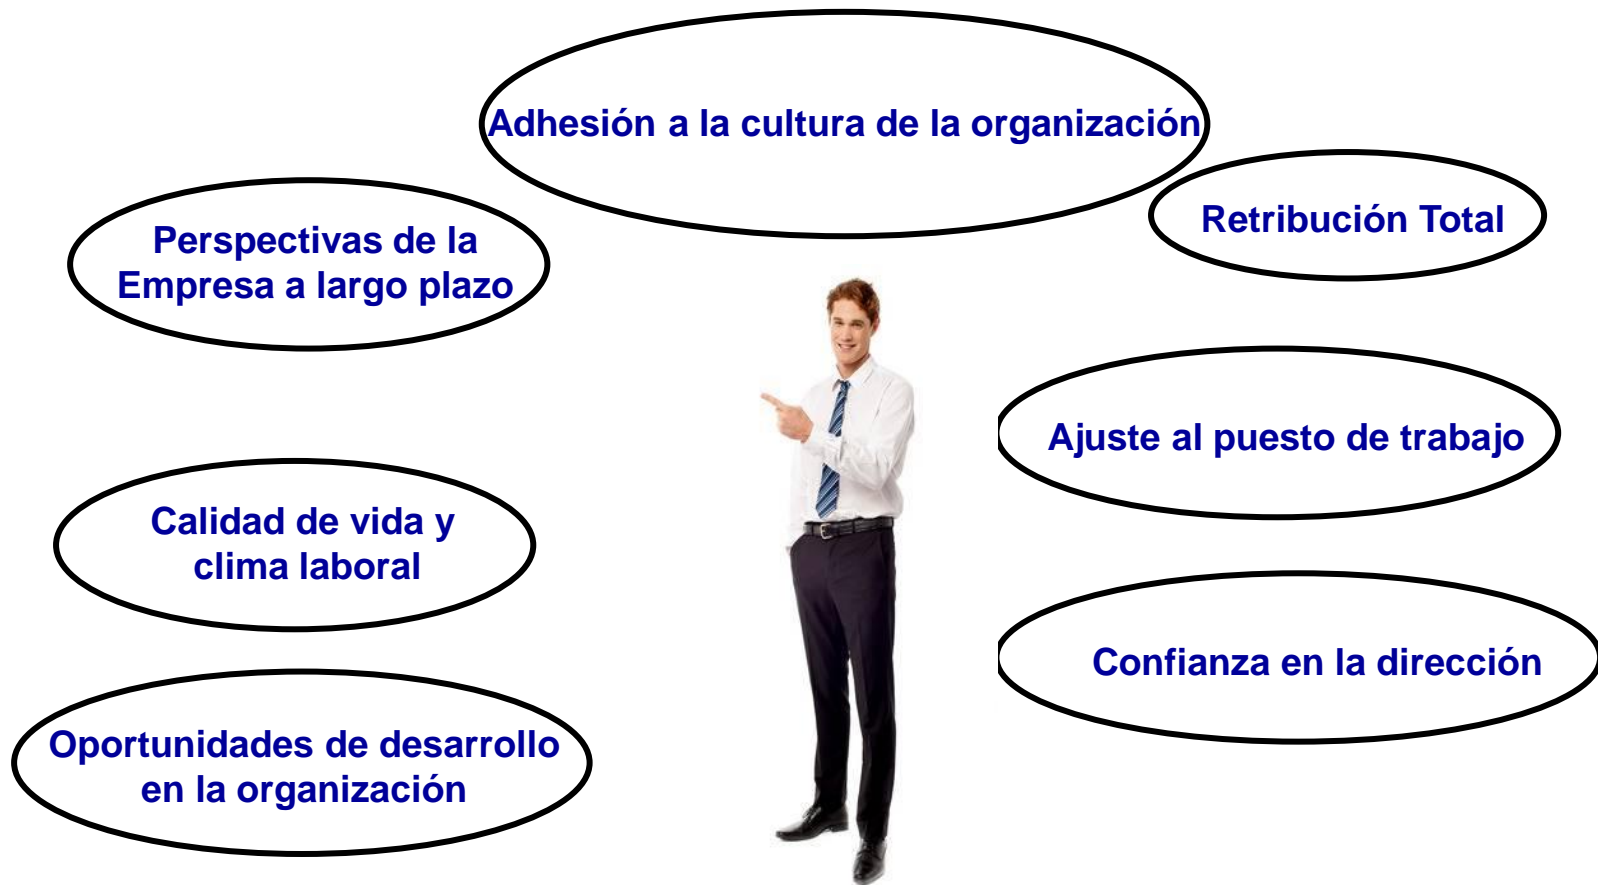 Adhesión a la cultura de la organización
Retribución Total
Perspectivas de la
Empresa a largo plazo
Ajuste al puesto de trabajo
Calidad de vida y
clima laboral
Confianza en la dirección
Oportunidades de desarrollo
en la organización